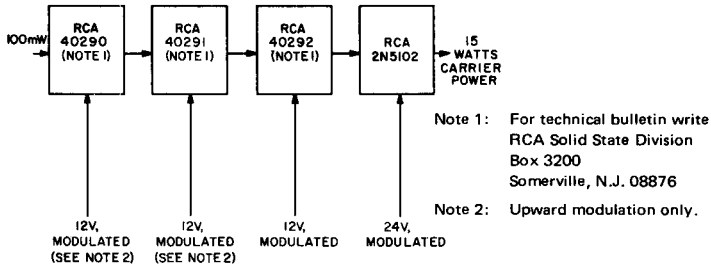 100mW
RCA
40290
(NOTE 1)
RCA
40291
(NOTE 1)
RCA
40292
(NOTE 1)
RCA
2N5102
15
WATTS
CARRIER
POWER
Note 1: For technical bulletin write
RCA Solid State Division
Box 3200
Somerville, N.J. 08876
Note 2: Upward modulation only.
12V,
MODULATED
(SEE NOTE 2)
12V,
MODULATED
(SEE NOTE 2)
12V,
MODULATED
24V,
MODULATED